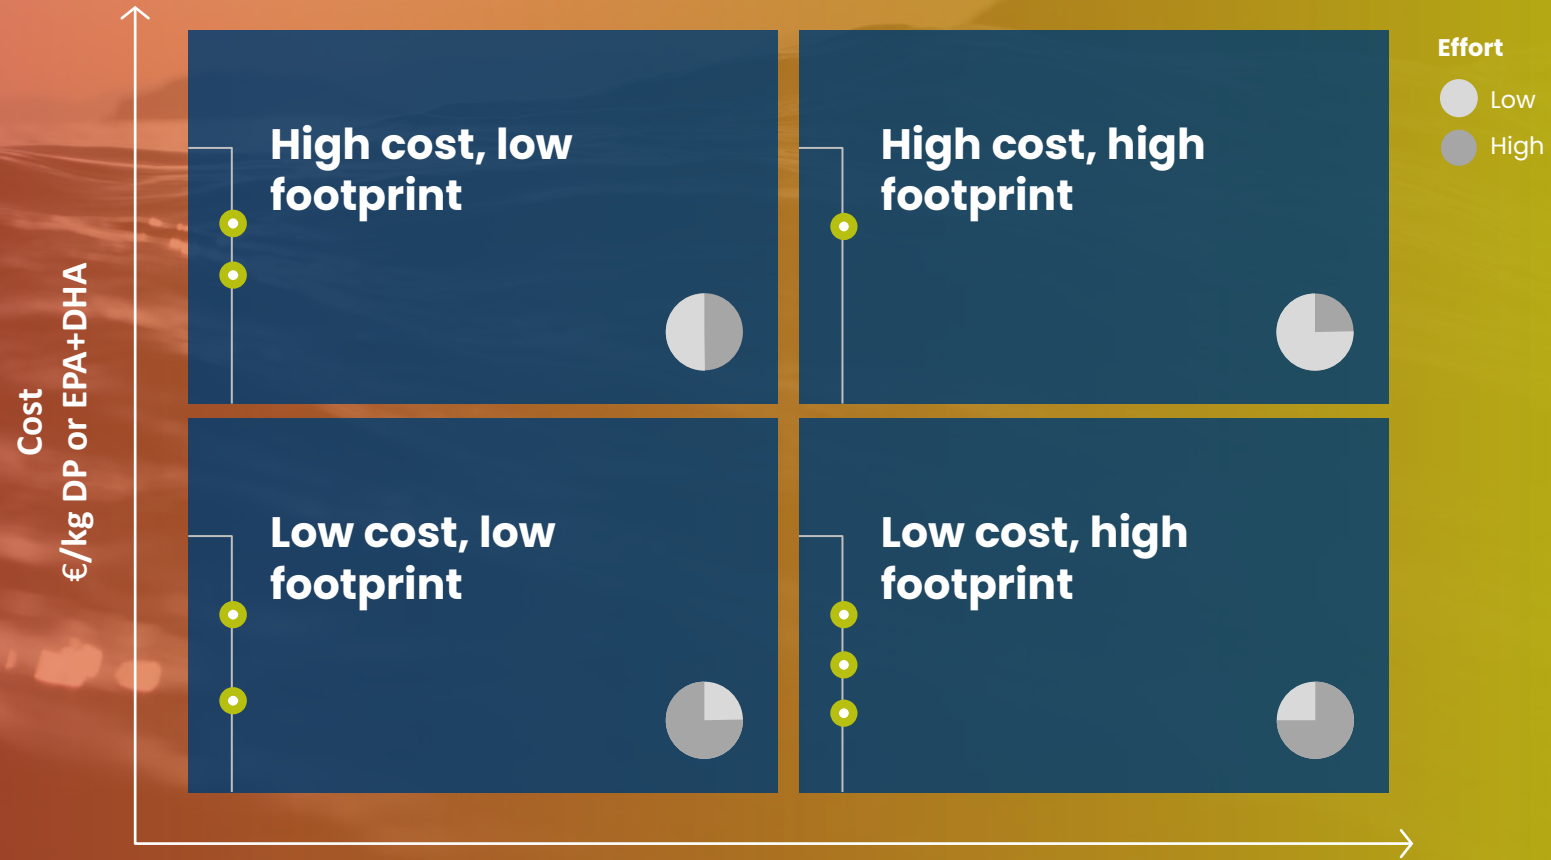 High cost, low
footprint
High cost, high
footprint
Effort
Low
High
Cost
€/kg DP or EPA+DHA
Low cost, low
footprint
Low cost, high
footprint